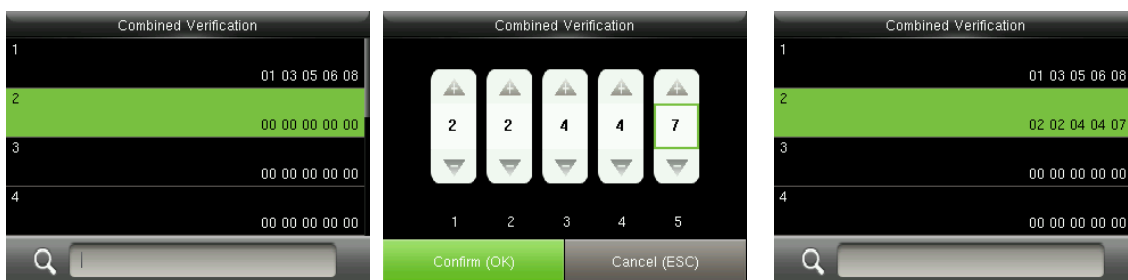 Combined Verification
1
01 03 05 06 08
2
00 00 00 00 00
3
00 00 00 00 00
4
00 00 00 00 00
Combined Verification
2 2 4 4 7
1 2 3 4 5
Confirm (OK) Cancel (ESC)
Combined Verification
1
01 03 05 06 08
2
02 02 04 04 07
3
00 00 00 00 00
4
00 00 00 00 00